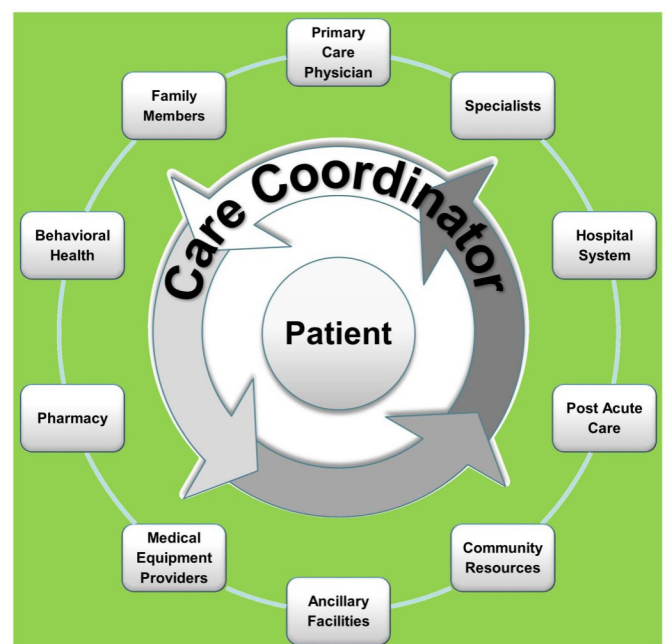 Primary
Care
Physician
Specialists
Hospital
System
Post Acute
Care
Community
Resources
Ancillary
Facilities
Medical
Equipment
Providers
Pharmacy
Behavioral
Health
Family
Members
Care Coordinator
Patient